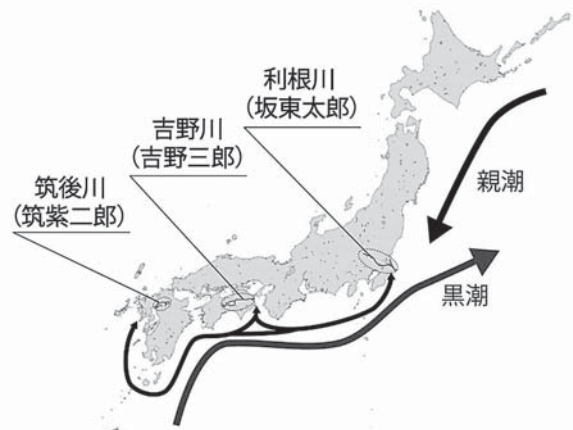 利根川
(坂東太郎)
吉野川
(吉野三郎)
筑後川
(筑紫二郎)
親潮
黒潮